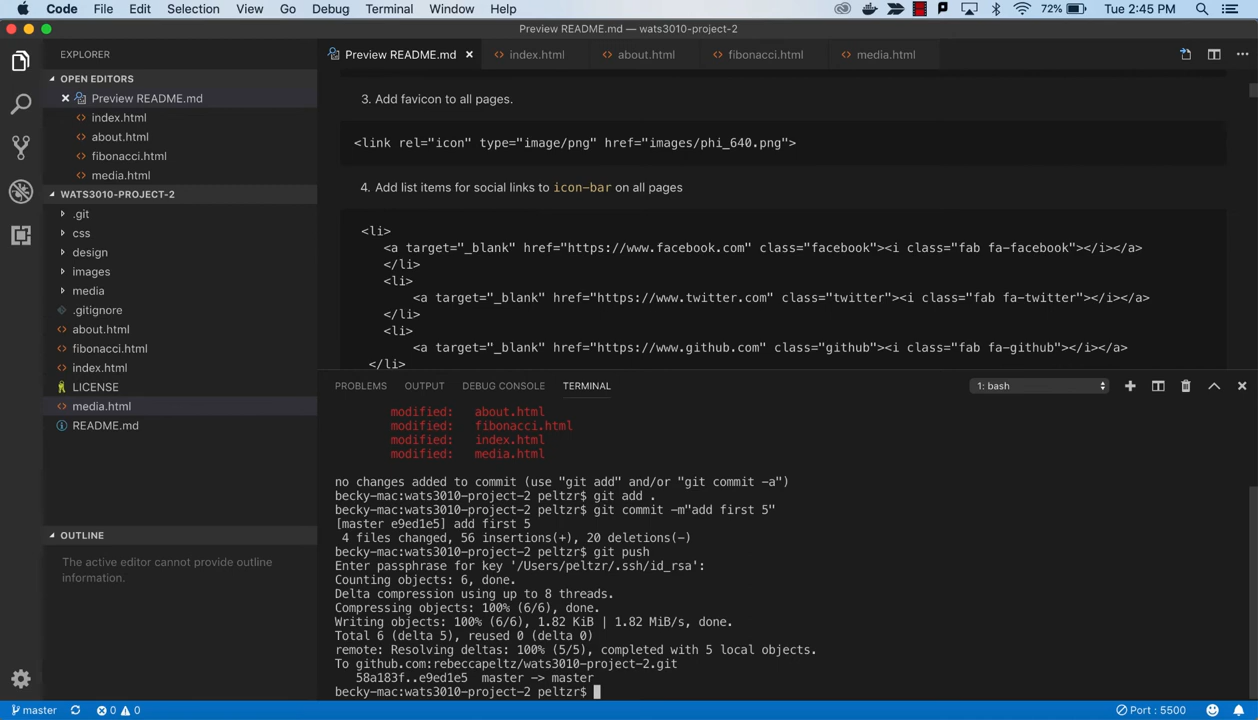 Code File Edit Selection View Go Debug Terminal Window Help 72% Tue 2:45 PM
Preview README.md — wats3010-project-2
EXPLORER
OPEN EDITORS
Preview README.md
index.html
about.html
fibonacci.html
media.html
WATS3010-PROJECT-2
.git
css
design
images
media
.gitignore
about.html
fibonacci.html
index.html
LICENSE
media.html
README.md
OUTLINE
The active editor cannot provide outline
information.
Preview README.md index.html about.html fibonacci.html media.html
3. Add favicon to all pages.
<link rel="icon" type="image/png" href="images/phi_640.png">
4. Add list items for social links to icon-bar on all pages
<li>
<a target="_blank" href="https://www.facebook.com" class="facebook"><i class="fab fa-facebook"></i></a>
</li>
<li>
<a target="_blank" href="https://www.twitter.com" class="twitter"><i class="fab fa-twitter"></i></a>
</li>
<li>
<a target="_blank" href="https://www.github.com" class="github"><i class="fab fa-github"></i></a>
</li>
PROBLEMS OUTPUT DEBUG CONSOLE TERMINAL 1: bash
modified: about.html
modified: fibonacci.html
modified: index.html
modified: media.html
no changes added to commit (use "git add" and/or "git commit -a")
becky-mac:wats3010-project-2 peltzr$ git add .
becky-mac:wats3010-project-2 peltzr$ git commit -m"add first 5"
[master e9ed1e5] add first 5
4 files changed, 56 insertions(+), 20 deletions(-)
becky-mac:wats3010-project-2 peltzr$ git push
Enter passphrase for key '/Users/peltzr/.ssh/id_rsa':
Counting objects: 6, done.
Delta compression using up to 8 threads.
Compressing objects: 100% (6/6), done.
Writing objects: 100% (6/6), 1.82 KiB | 1.82 MiB/s, done.
Total 6 (delta 5), reused 0 (delta 0)
remote: Resolving deltas: 100% (5/5), completed with 5 local objects.
To github.com:rebeccapeltz/wats3010-project-2.git
58a183f..e9ed1e5 master -> master
becky-mac:wats3010-project-2 peltzr$
master 0 0 Port : 5500